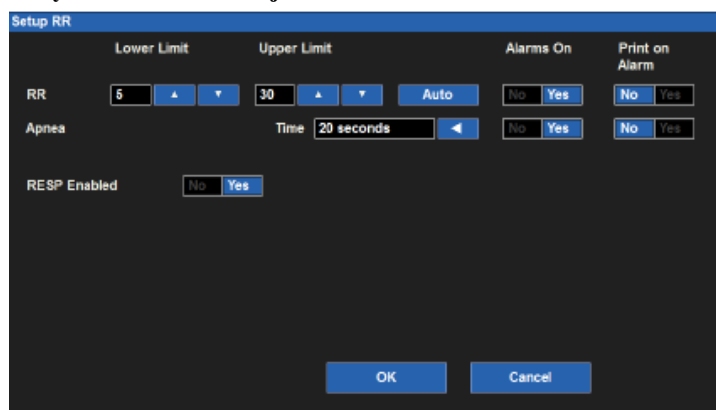 Setup RR
Lower Limit Upper Limit Alarms On Print on
Alarm
RR 5 30 Auto No Yes No Yes
Apnea Time 20 seconds No Yes No Yes
RESP Enabled No Yes
OK Cancel